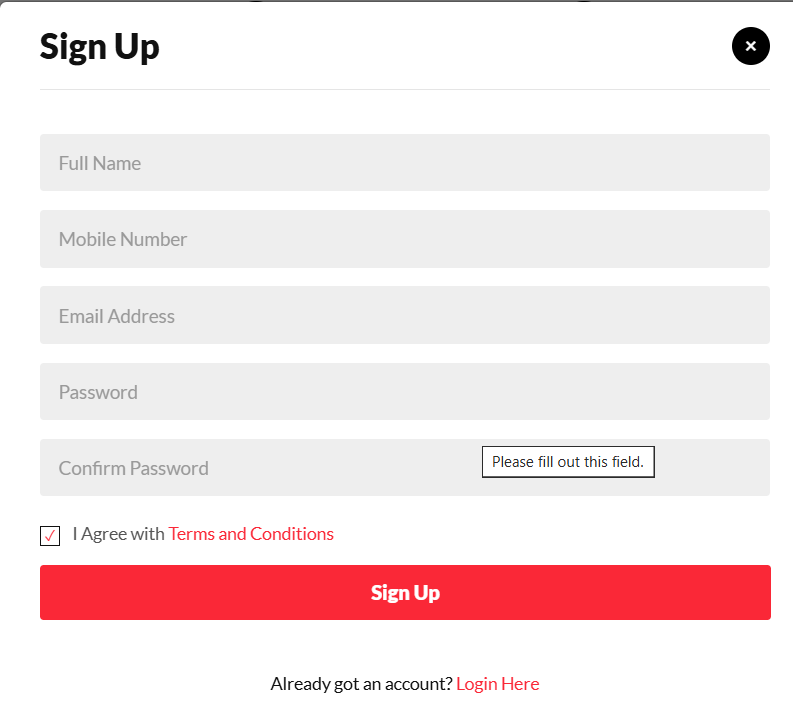 Sign Up
Full Name
Mobile Number
Email Address
Password
Confirm Password
Please fill out this field.
I Agree with Terms and Conditions
Sign Up
Already got an account? Login Here